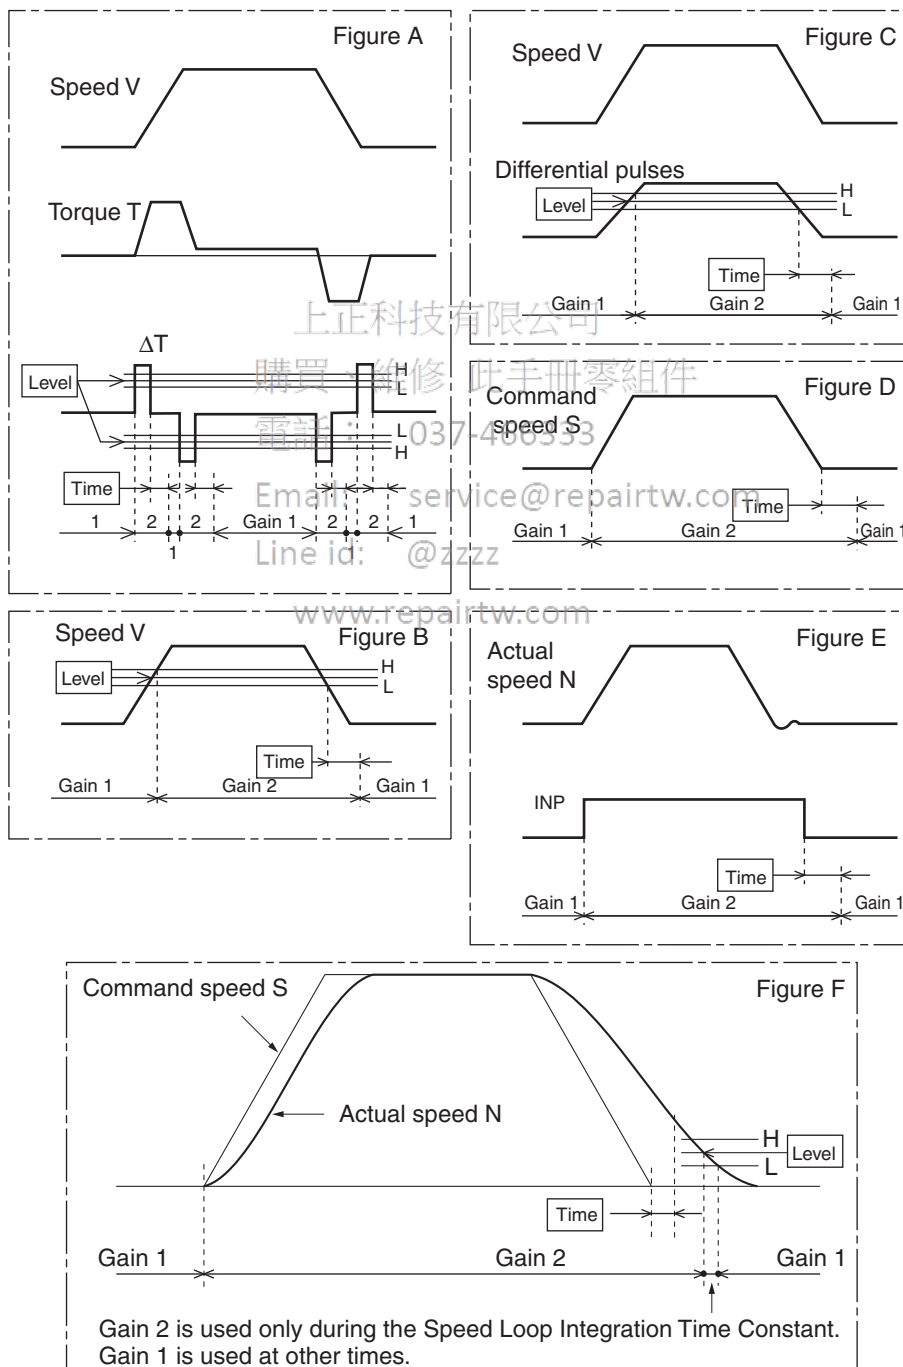 Figure A
Speed V
Torque T
ΔT
H
L
Level
L
H
Time
1
2
2
Gain 1
2
2
1
1
1
Figure B
Speed V
H
Level
L
Time
Gain 1
Gain 2
Gain 1
Figure C
Speed V
Differential pulses
H
Level
L
Time
Gain 1
Gain 2
Gain 1
Figure D
Command
speed S
Time
Gain 1
Gain 2
Gain 1
Figure E
Actual
speed N
INP
Time
Gain 1
Gain 2
Gain 1
Figure F
Command speed S
Actual speed N
H
Level
L
Time
Gain 1
Gain 2
Gain 1
Gain 2 is used only during the Speed Loop Integration Time Constant.
Gain 1 is used at other times.
上正科技有限公司
購買、維修 此手冊零組件
電話： 037-466333
Email: service@repairtw.com
Line id: @zzzz
www.repairtw.com